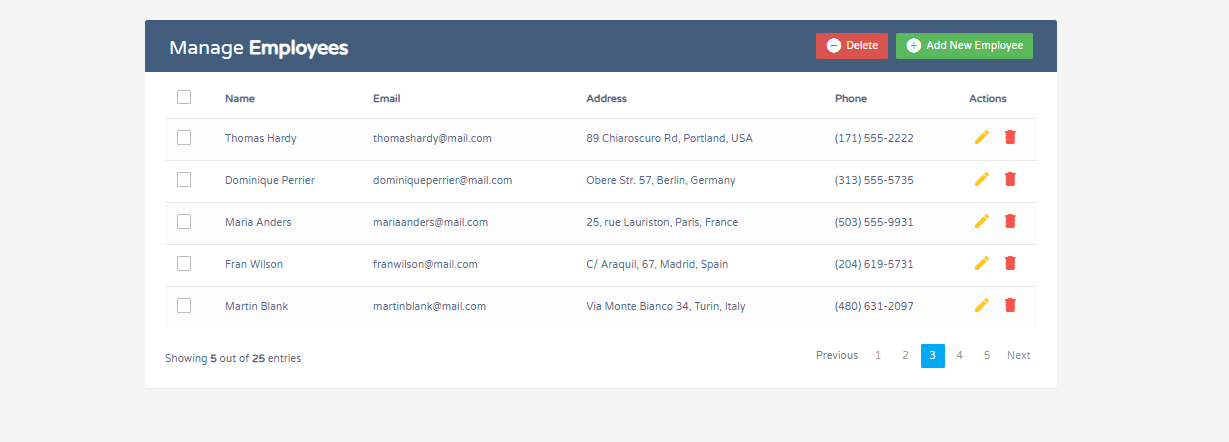 Manage Employees Delete Add New Employee
Name Email Address Phone Actions
Thomas Hardy thomashardy@mail.com 89 Chiaroscuro Rd, Portland, USA (171) 555-2222
Dominique Perrier dominiqueperrier@mail.com Obere Str. 57, Berlin, Germany (313) 555-5735
Maria Anders mariaanders@mail.com 25, rue Lauriston, Paris, France (503) 555-9931
Fran Wilson franwilson@mail.com C/ Araquil, 67, Madrid, Spain (204) 619-5731
Martin Blank martinblank@mail.com Via Monte Bianco 34, Turin, Italy (480) 631-2097
Showing 5 out of 25 entries Previous 1 2 3 4 5 Next